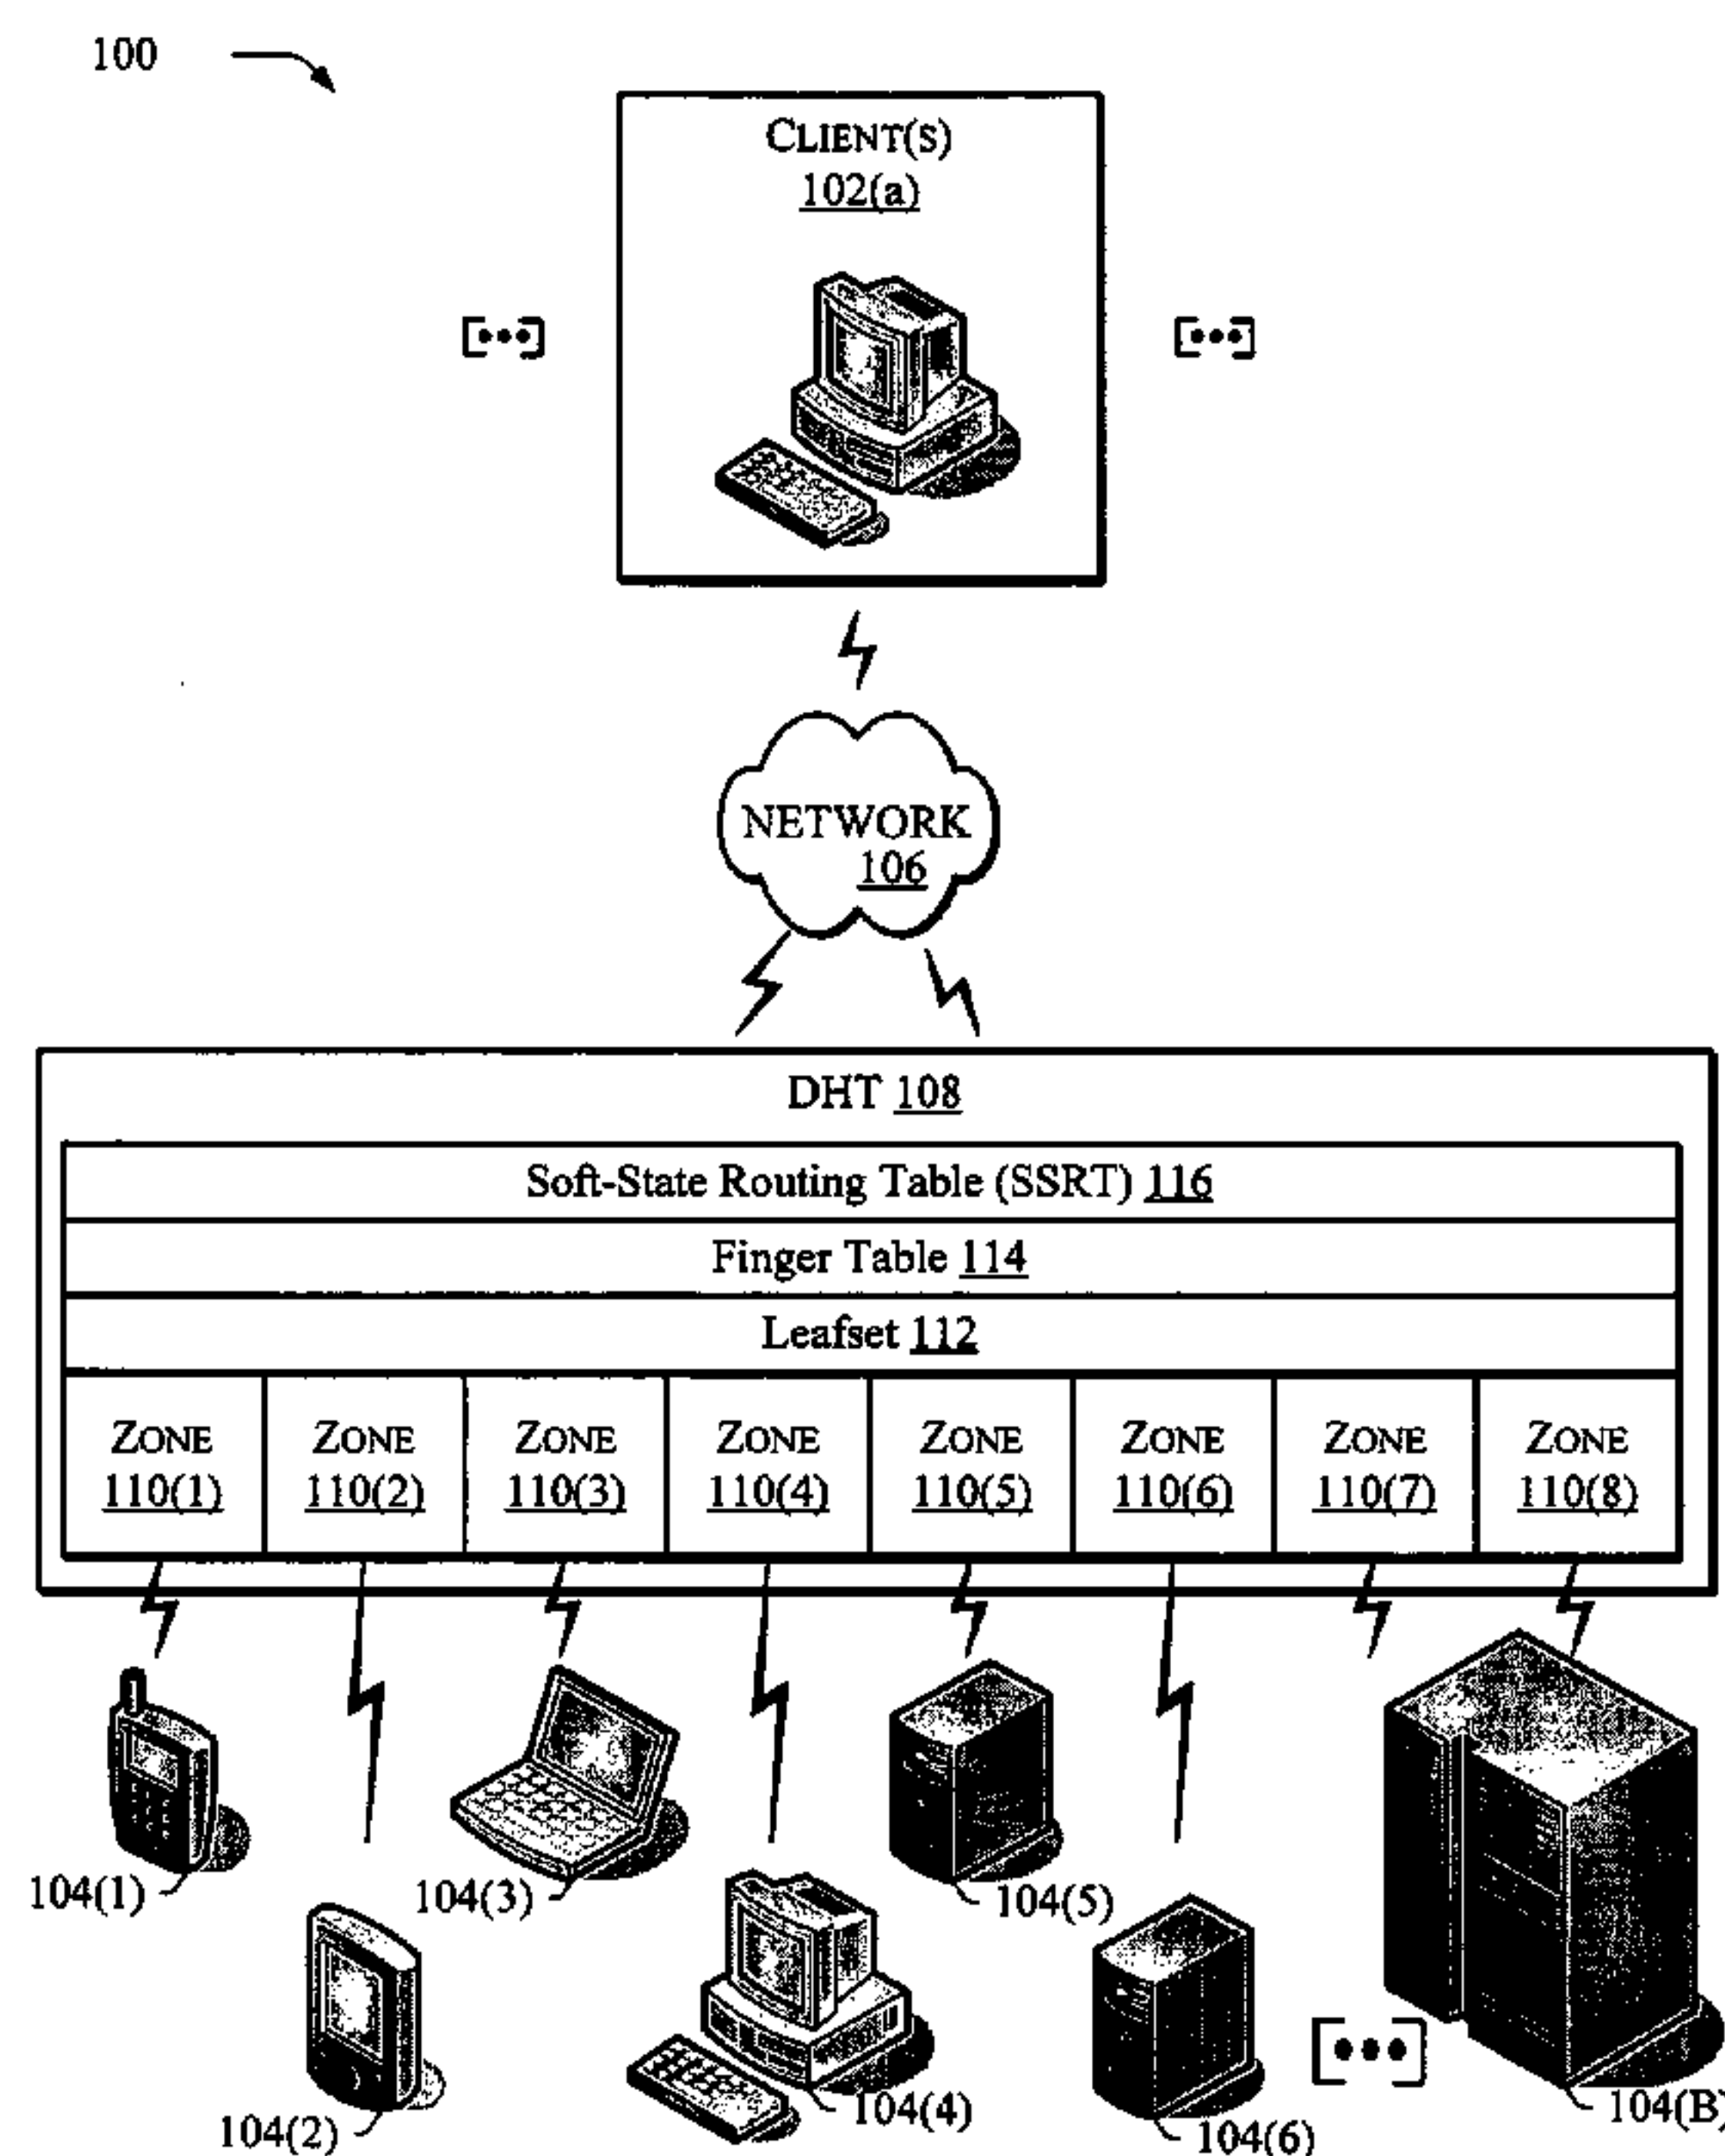 100
CLIENT(S)
102(a)
[•••]
[•••]
NETWORK
106
DHT 108
Soft-State Routing Table (SSRT) 116
Finger Table 114
Leafset 112
ZONE
110(1)
ZONE
110(2)
ZONE
110(3)
ZONE
110(4)
ZONE
110(5)
ZONE
110(6)
ZONE
110(7)
ZONE
110(8)
104(1)
104(3)
104(5)
104(2)
104(4)
104(6)
[•••]
104(B)